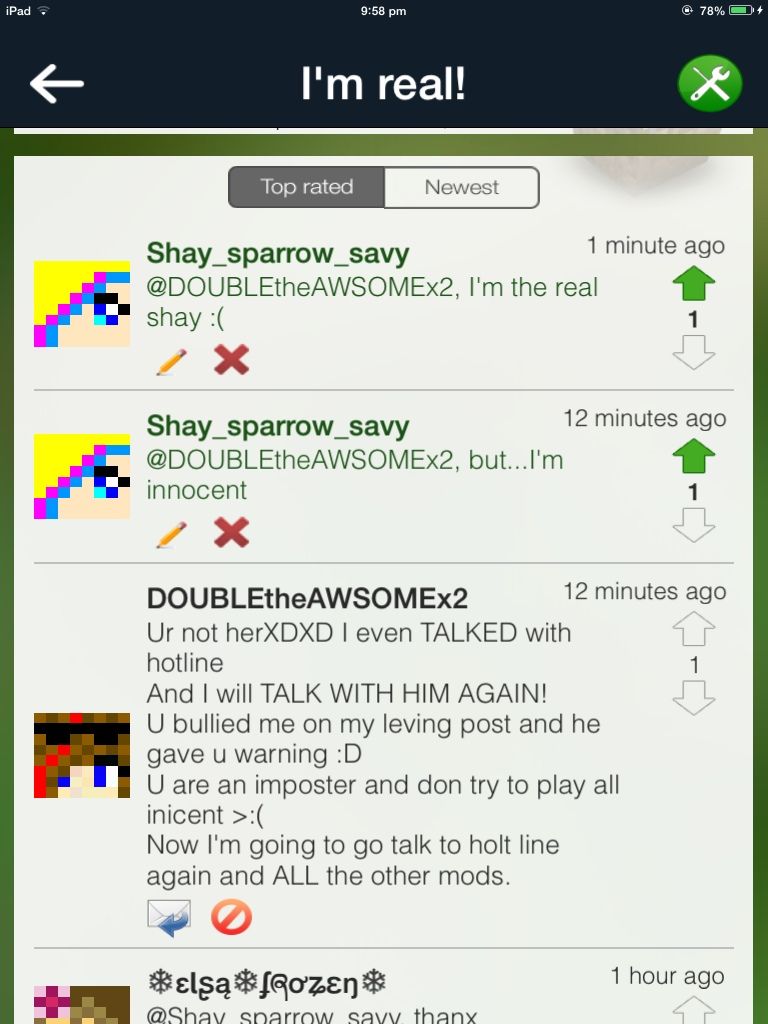 iPad 9:58 pm 78%
I'm real!
Top rated Newest
Shay_sparrow_savy 1 minute ago
@DOUBLEtheAWSOMEx2, I'm the real
shay :(
1
Shay_sparrow_savy 12 minutes ago
@DOUBLEtheAWSOMEx2, but...I'm
innocent
1
DOUBLEtheAWSOMEx2 12 minutes ago
Ur not herXDXD I even TALKED with
hotline
1
And I will TALK WITH HIM AGAIN!
U bullied me on my leving post and he
gave u warning :D
U are an imposter and don try to play all
inicent >:(
Now I'm going to go talk to holt line
again and ALL the other mods.
❄ɛƖʂą❄ʄཞơʑɛŋ❄ 1 hour ago
@Shay_sparrow_savy, thanx